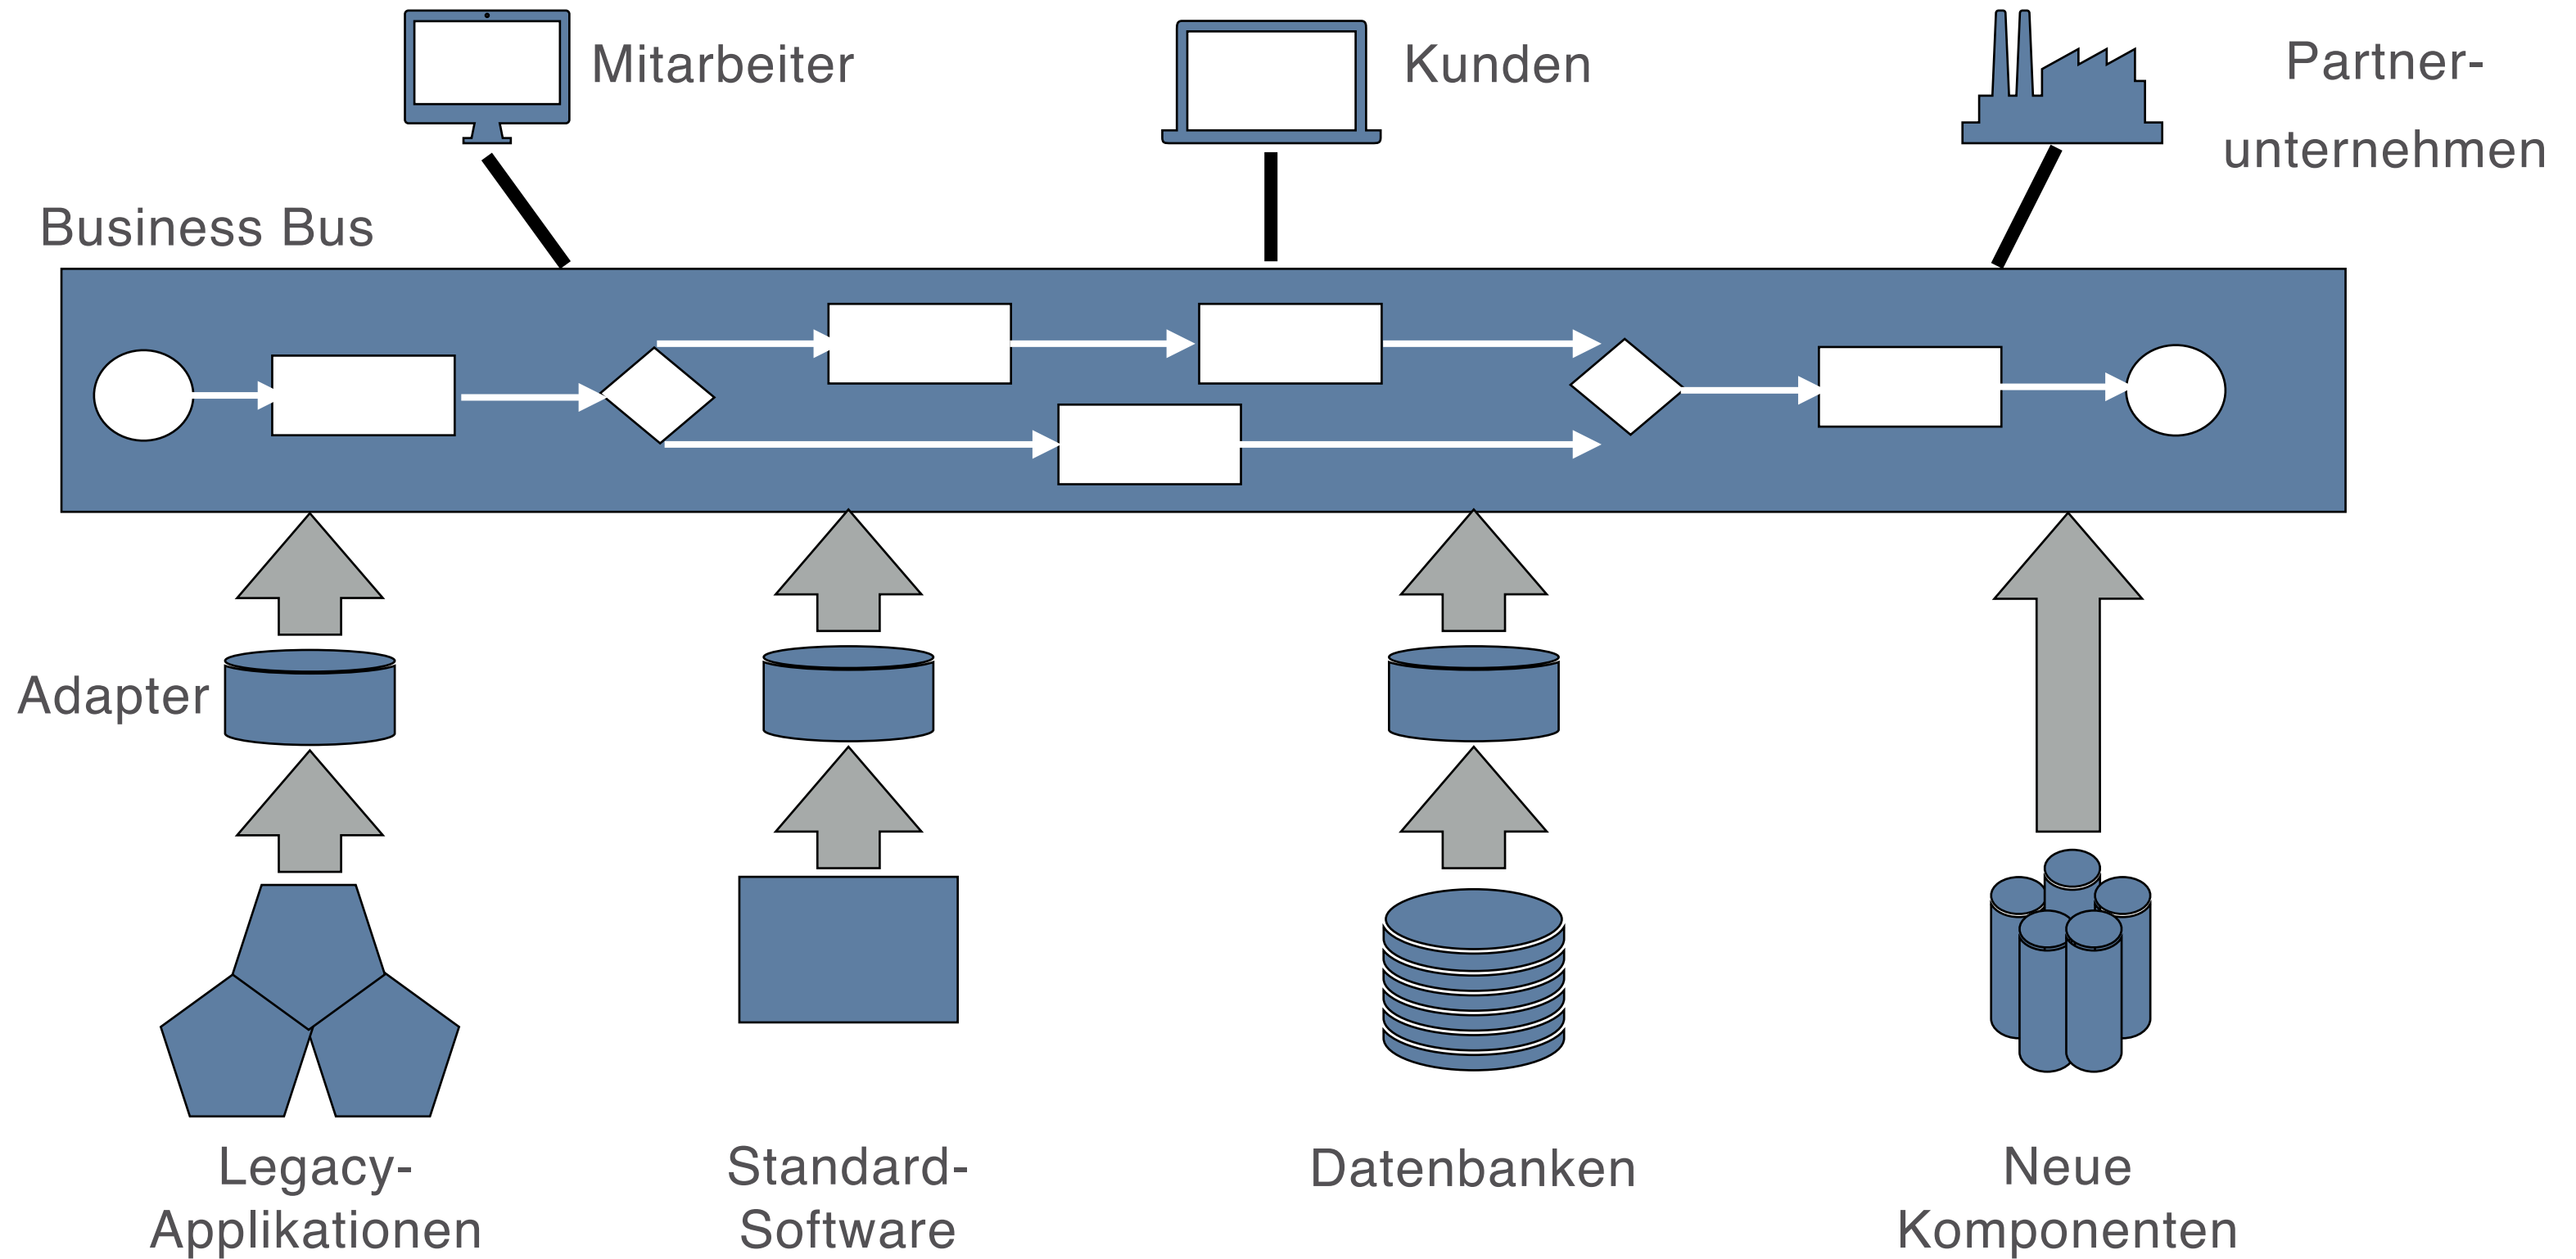 Mitarbeiter
Kunden
Partner-
unternehmen
Business Bus
Adapter
Legacy-
Applikationen
Standard-
Software
Datenbanken
Neue
Komponenten